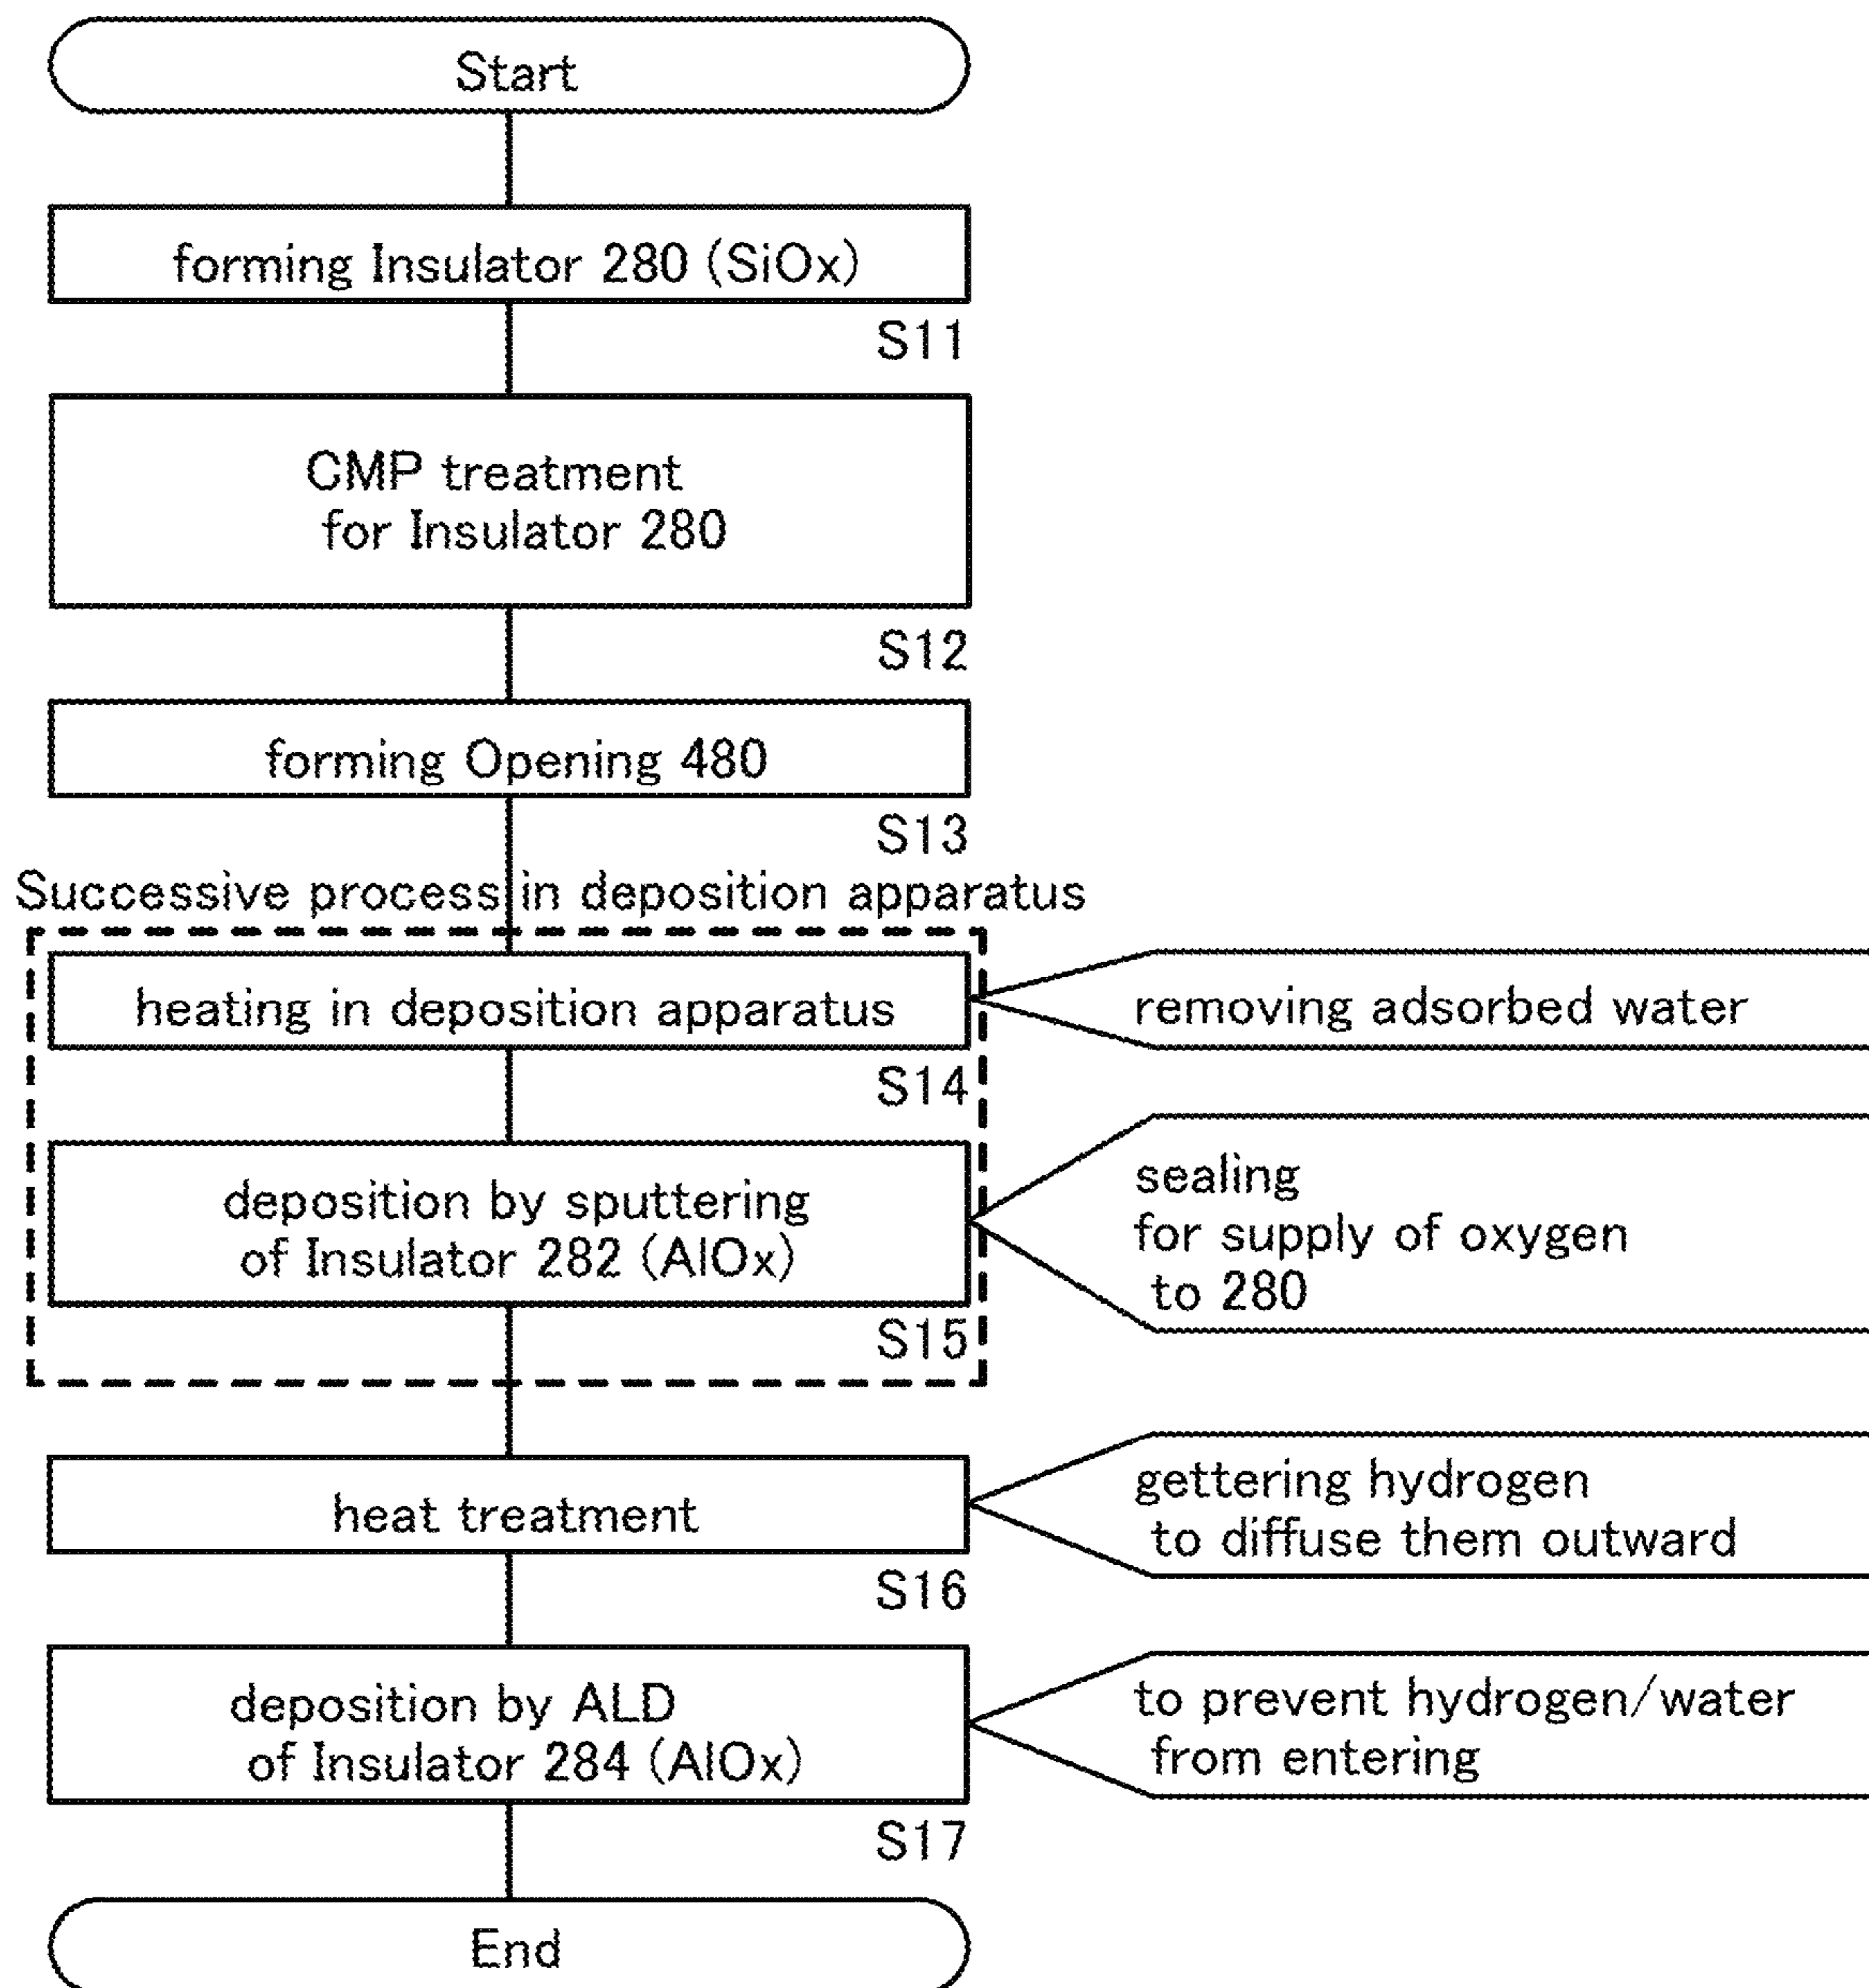 Start
forming Insulator 280 (SiOx)
S11
CMP treatment
for Insulator 280
S12
forming Opening 480
S13
Successive process in deposition apparatus
heating in deposition apparatus
removing adsorbed water
S14
deposition by sputtering
of Insulator 282 (AlOx)
sealing
for supply of oxygen
to 280
S15
heat treatment
gettering hydrogen
to diffuse them outward
S16
deposition by ALD
of Insulator 284 (AlOx)
to prevent hydrogen/water
from entering
S17
End